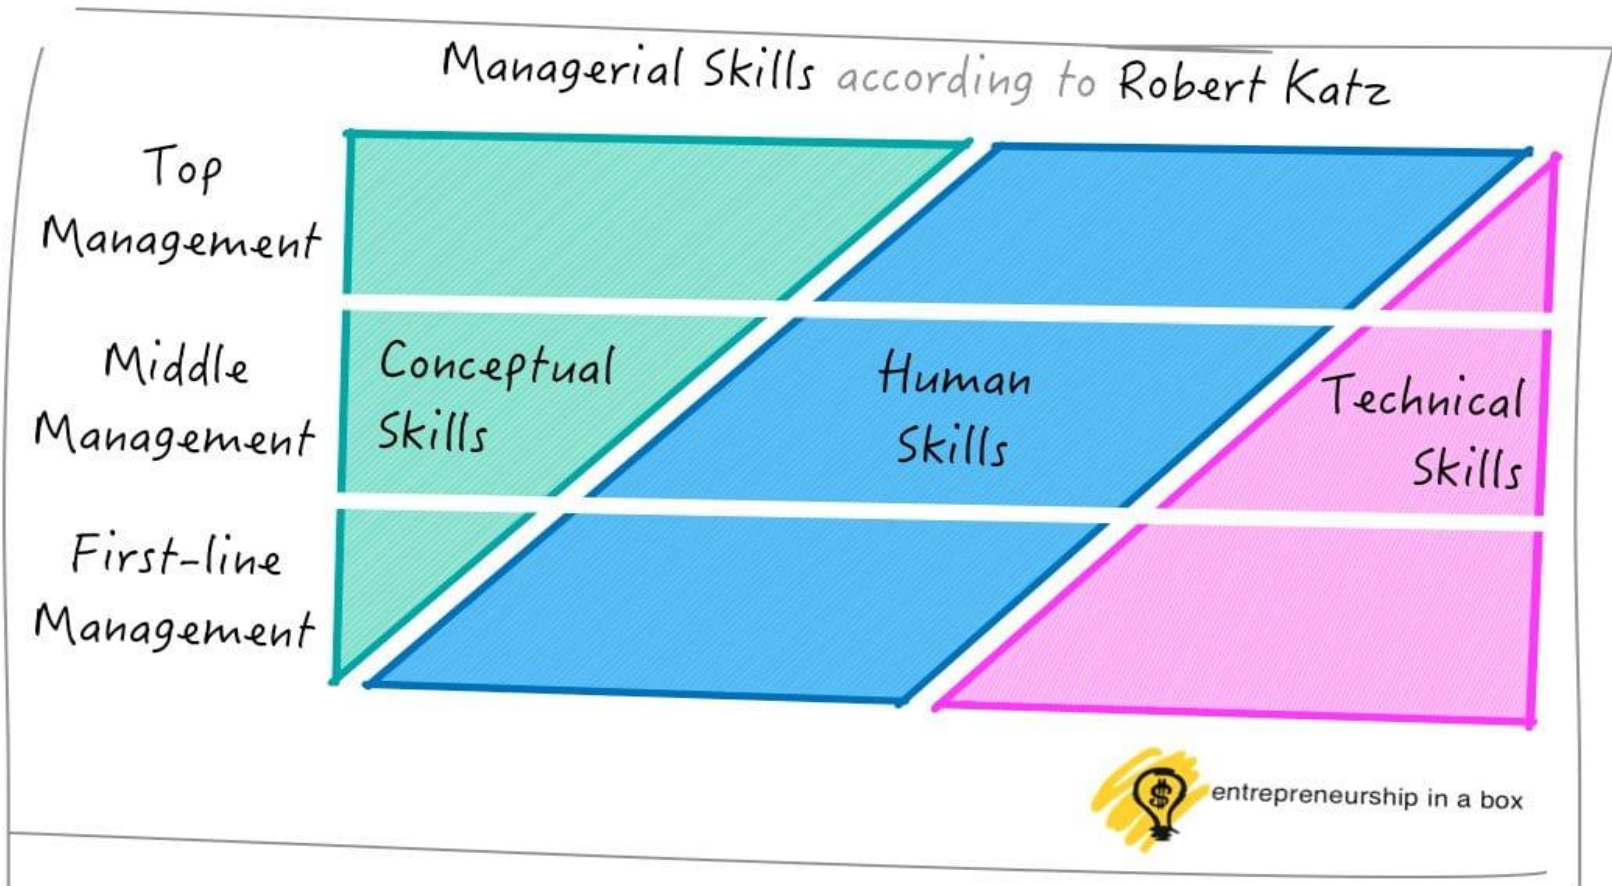 Managerial Skills according to Robert Katz
Top
Management
Middle
Management
Conceptual
Skills
Human
Skills
Technical
Skills
First-line
Management
$
entrepreneurship in a box